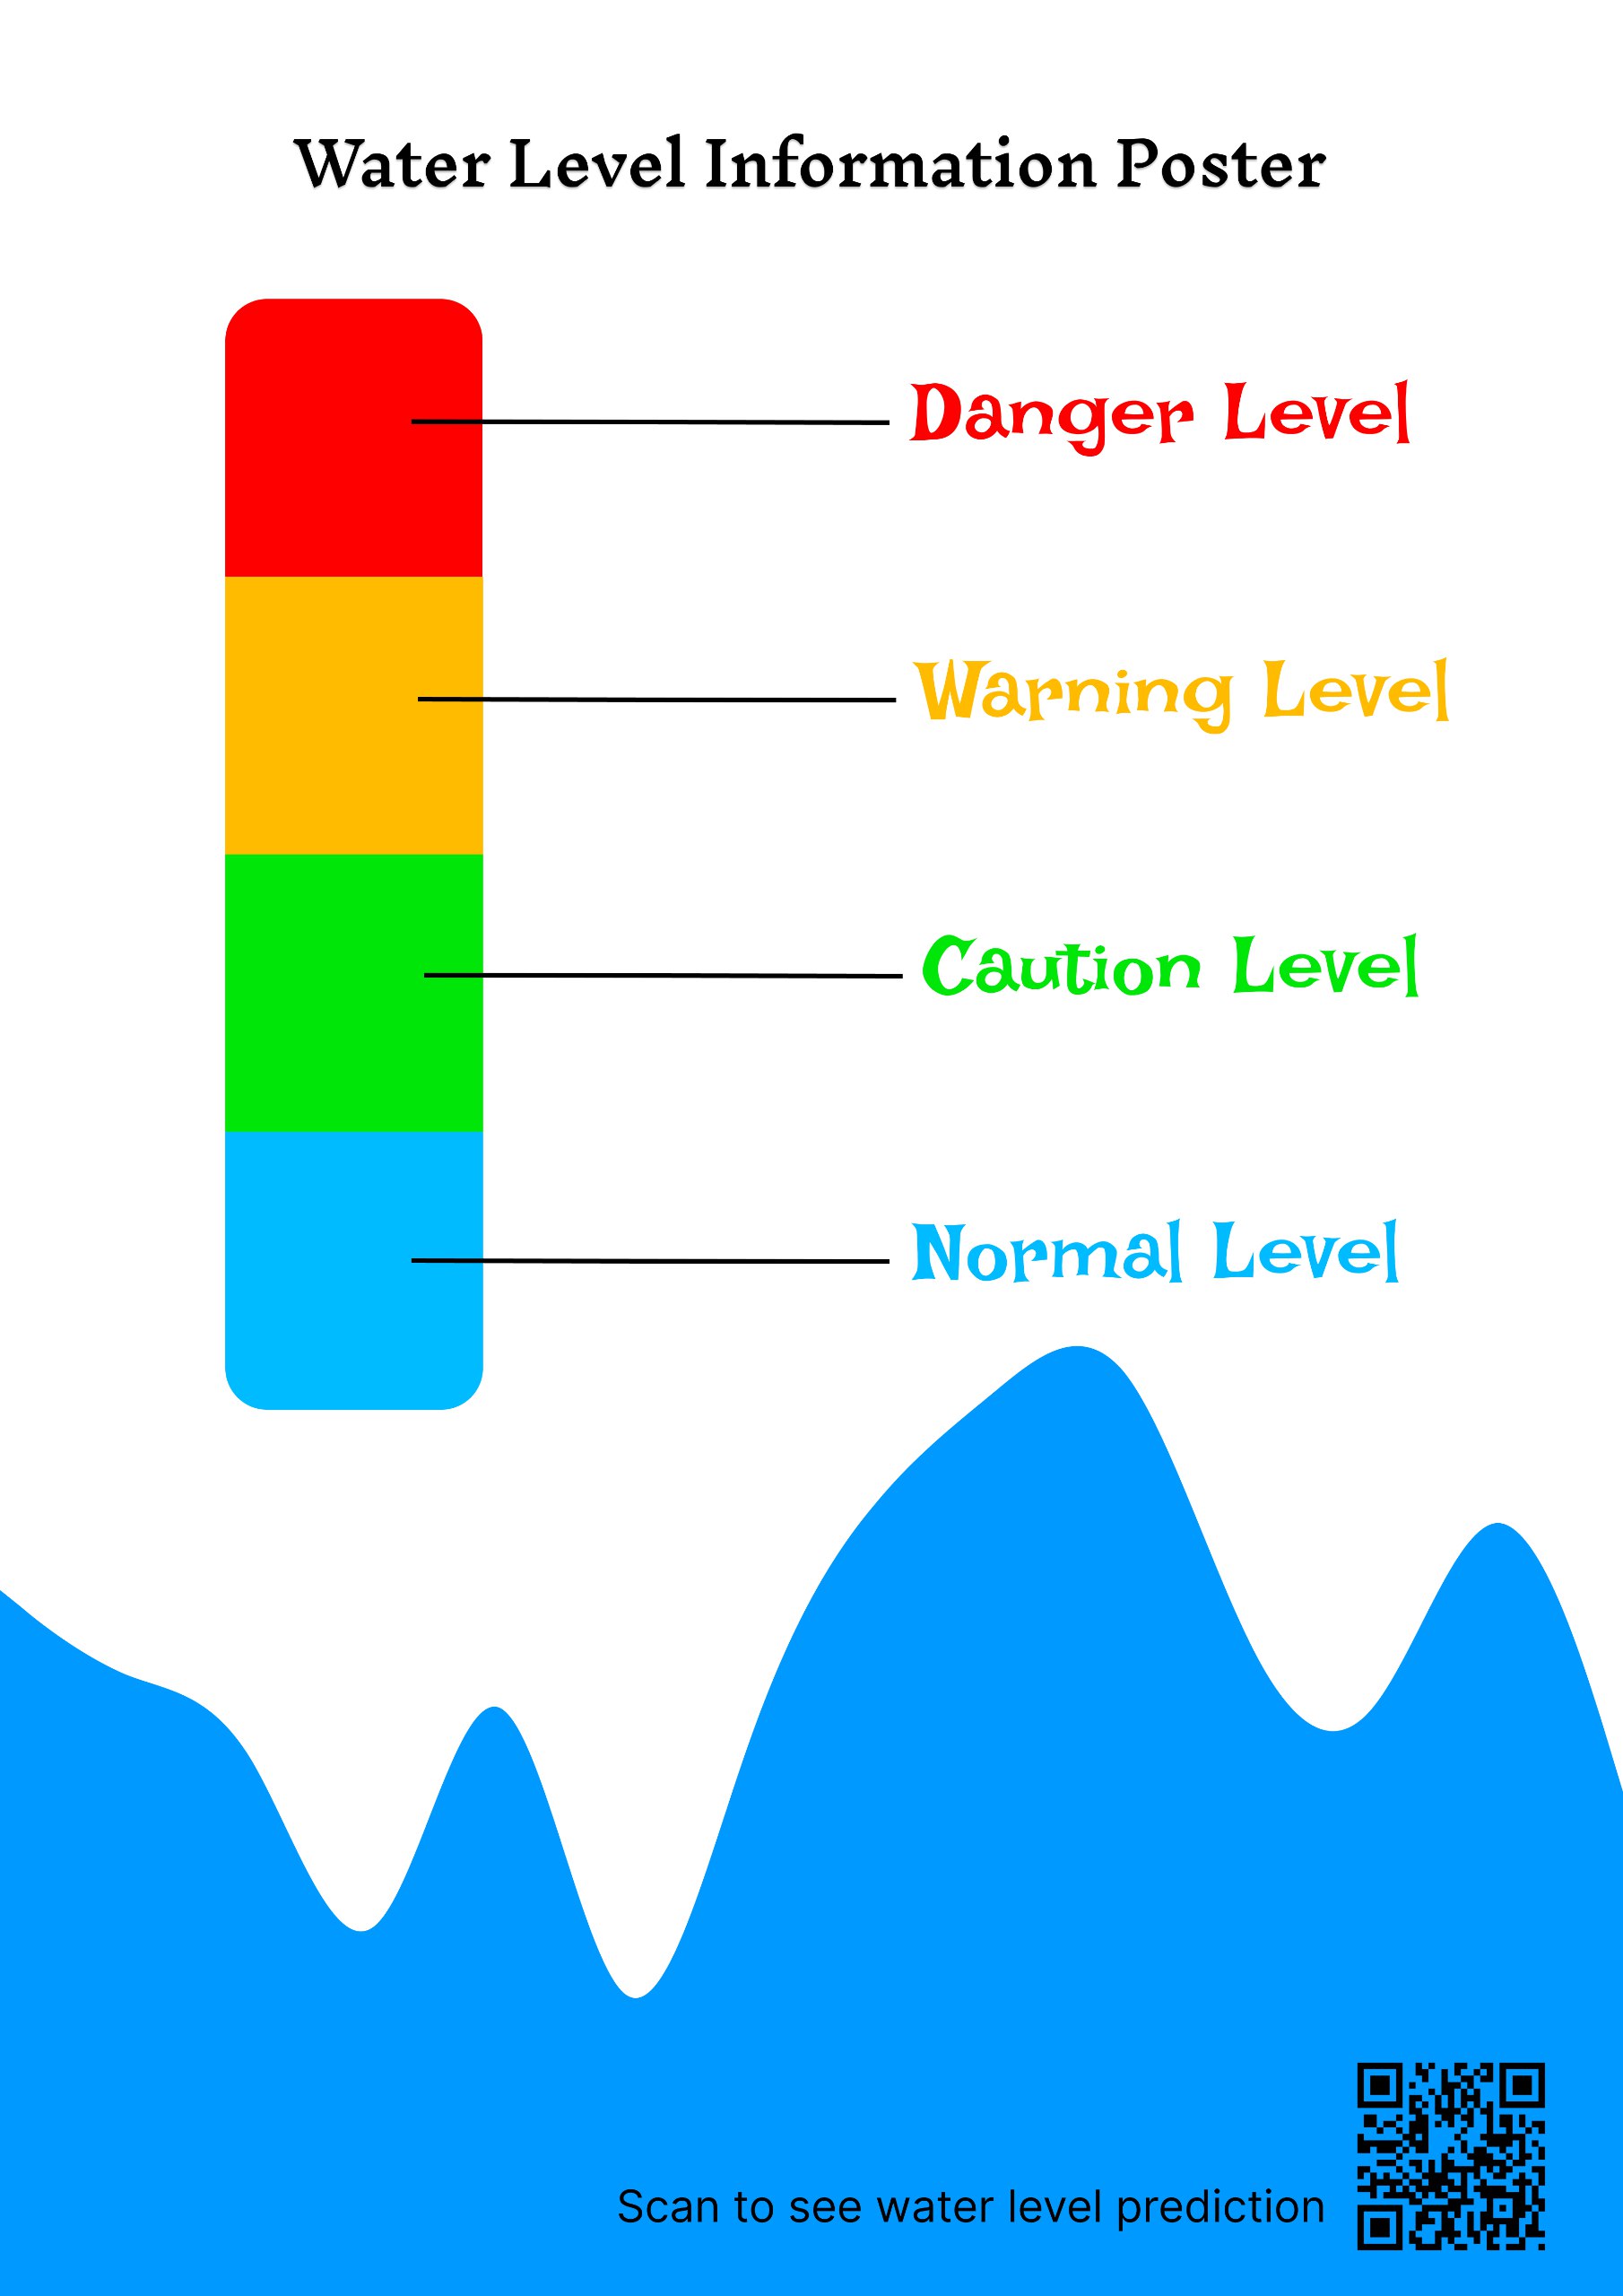 Water Level Information Poster
Danger Level
Warning Level
Caution Level
Normal Level
Scan to see water level prediction